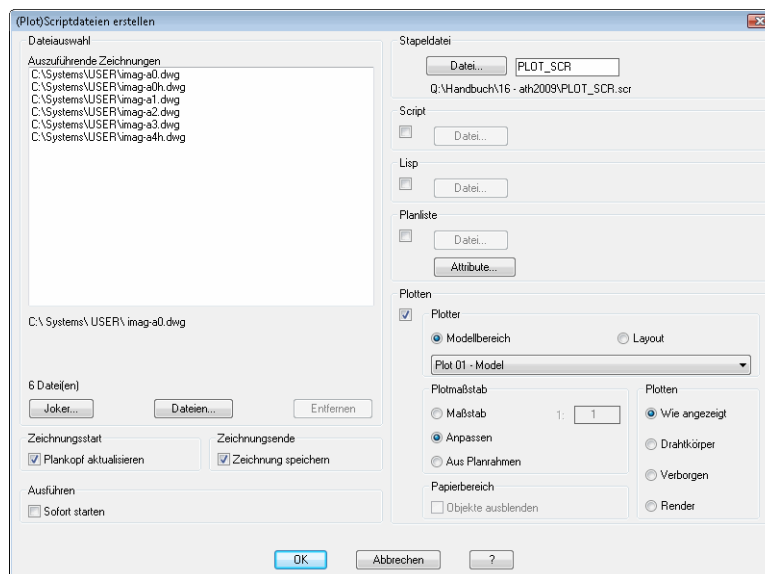 (Plot)Scriptdateien erstellen
Dateiauswahl
Auszuführende Zeichnungen
C:\Systems\USER\imag-a0.dwg
C:\Systems\USER\imag-a0h.dwg
C:\Systems\USER\imag-a1.dwg
C:\Systems\USER\imag-a2.dwg
C:\Systems\USER\imag-a3.dwg
C:\Systems\USER\imag-a4h.dwg
C:\ Systems\ USER\ imag-a0.dwg
6 Datei(en)
Joker...
Dateien...
Entfernen
Zeichnungsstart
Plankopf aktualisieren
Zeichnungsende
Zeichnung speichern
Ausführen
Sofort starten
Stapeldatei
Datei...
PLOT_SCR
Q:\Handbuch\16 - ath2009\PLOT_SCR.scr
Script
Datei...
Lisp
Datei...
Planliste
Datei...
Attribute...
Plotten
Plotter
Modellbereich
Layout
Plot 01 - Model
Plotmaßstab
Maßstab
1:
1
Anpassen
Aus Planrahmen
Papierbereich
Objekte ausblenden
Plotten
Wie angezeigt
Drahtkörper
Verborgen
Render
OK
Abbrechen
?